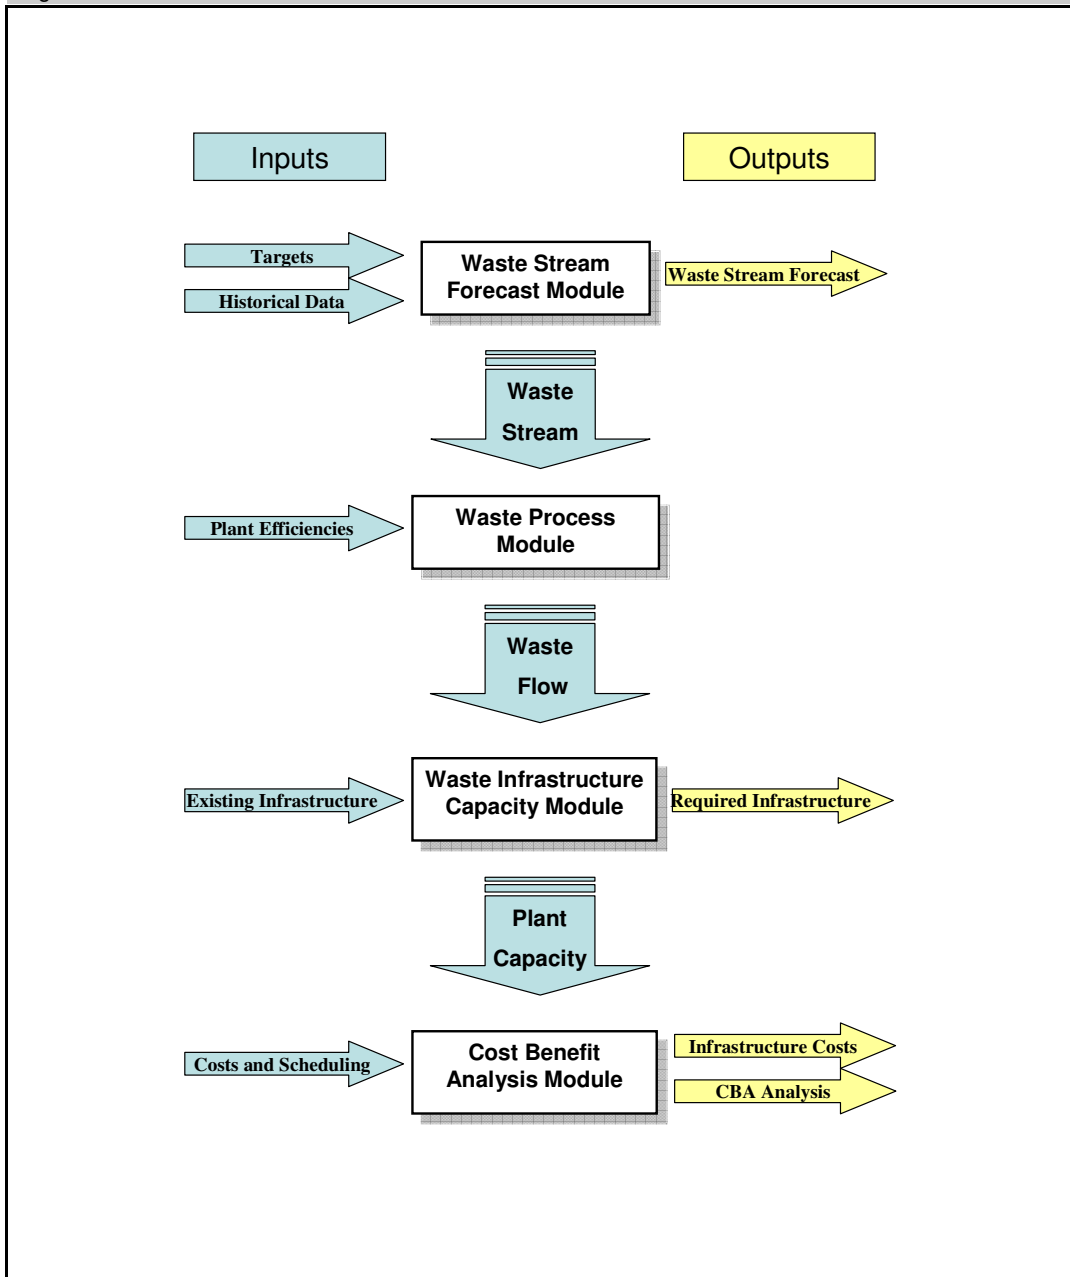 Inputs
Outputs
Targets
Historical Data
Waste Stream
Forecast Module
Waste Stream Forecast
Waste
Stream
Plant Efficiencies
Waste Process
Module
Waste
Flow
Existing Infrastructure
Waste Infrastructure
Capacity Module
Required Infrastructure
Plant
Capacity
Costs and Scheduling
Cost Benefit
Analysis Module
Infrastructure Costs
CBA Analysis